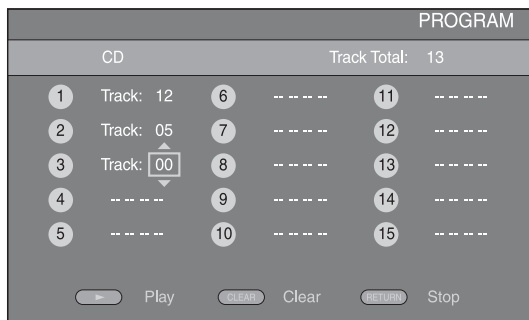 PROGRAM
CD Track Total: 13
1 Track: 12 6 -- -- -- -- 11 -- -- -- --
2 Track: 05 7 -- -- -- -- 12 -- -- -- --
3 Track: 00 8 -- -- -- -- 13 -- -- -- --
4 -- -- -- -- 9 -- -- -- -- 14 -- -- -- --
5 -- -- -- -- 10 -- -- -- -- 15 -- -- -- --
Play CLEAR Clear RETURN Stop